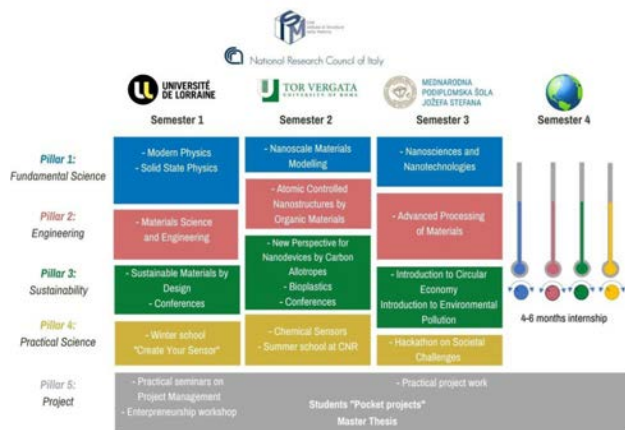 National Research Council of Italy
UNIVERSITÉ
DE LORRAINE
TOR VERGATA
UNIVERSITY OF ROME
MEDNARODNA
PODIPLOMSKA ŠOLA
JOŽEFA STEFANA
Semester 1
Semester 2
Semester 3
Semester 4
Pillar 1:
Fundamental Science
- Modern Physics
- Solid State Physics
- Nanoscale Materials
Modelling
- Nanosciences and
Nanotechnologies
Pillar 2:
Engineering
- Materials Science
and Engineering
- Atomic Controlled
Nanostructures by
Organic Materials
- Advanced Processing
of Materials
Pillar 3:
Sustainability
- Sustainable Materials by
Design
- Conferences
- New Perspective for
Nanodevices by Carbon
Allotropes
- Bioplastics
- Conferences
- Introduction to Circular
Economy
Introduction to Environmental
Pollution
4-6 months internship
Pillar 4:
Practical Science
- Winter school
"Create Your Sensor"
- Chemical Sensors
- Summer school at CNR
- Hackathon on Societal
Challenges
Pillar 5:
Project
- Practical seminars on
Project Management
- Enterpreneurship workshop
- Practical project work
Students "Pocket projects"
Master Thesis